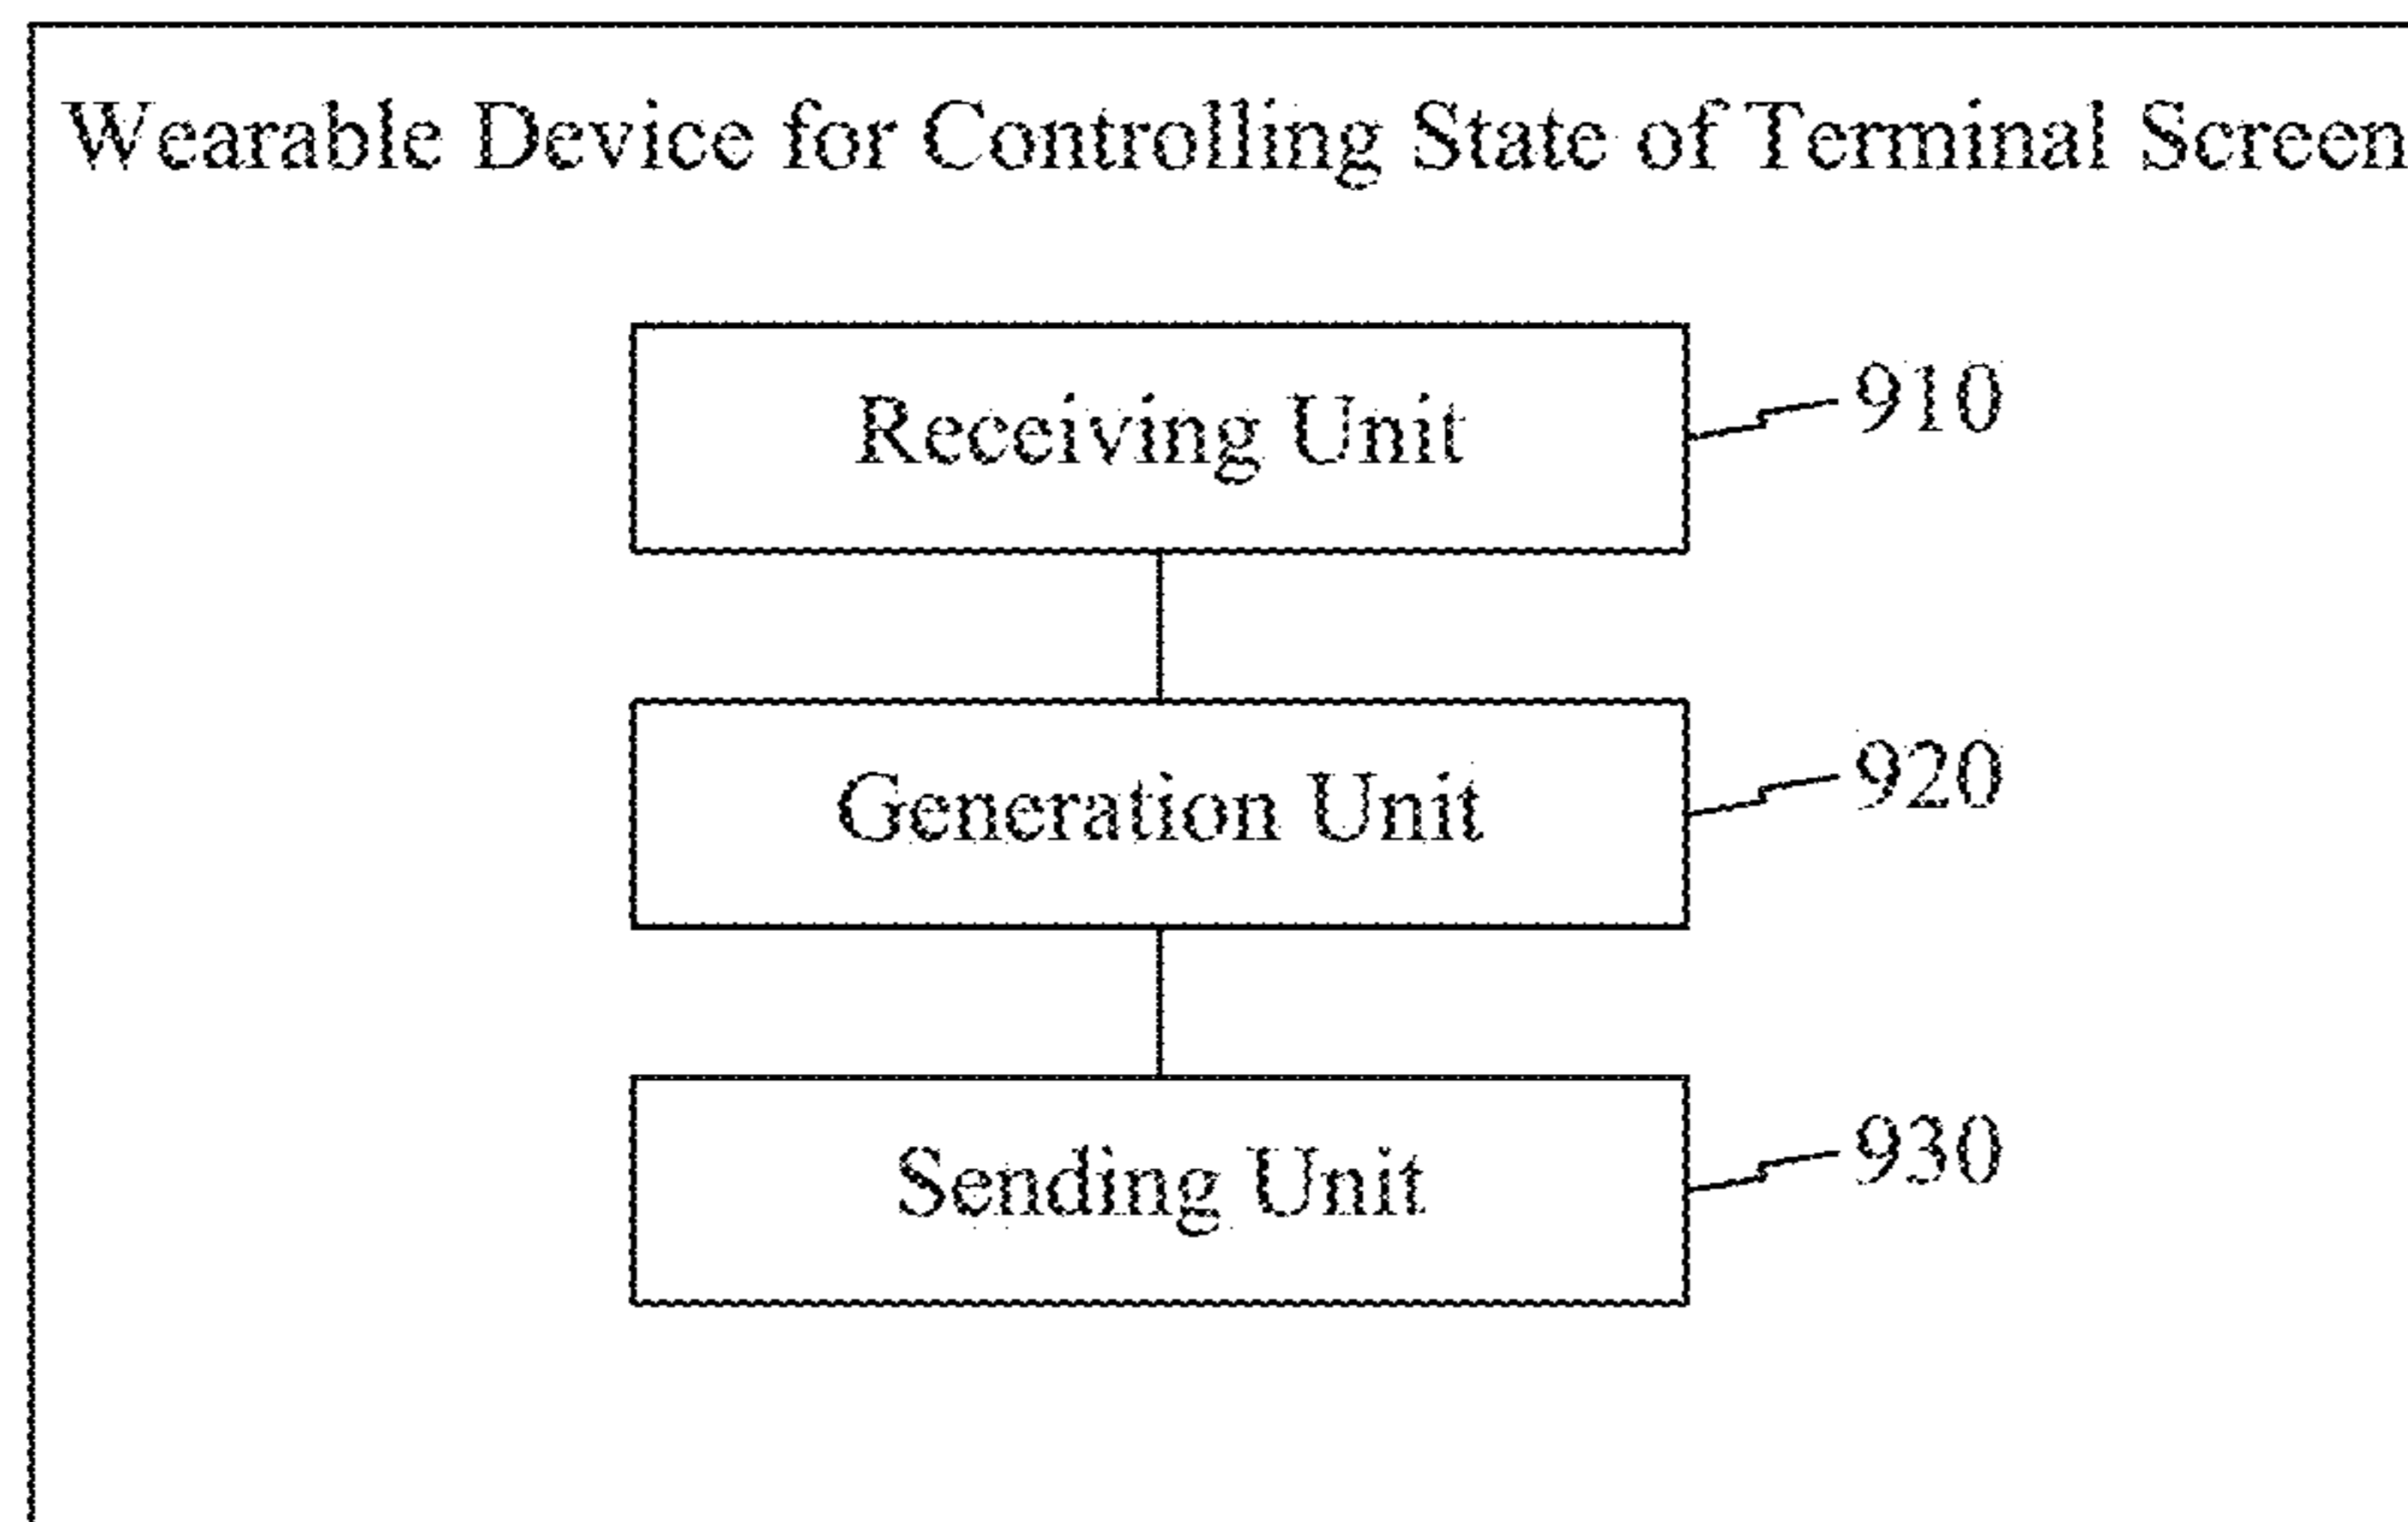 Wearable Device for Controlling State of Terminal Screen
Receiving Unit
910
Generation Unit
920
Sending Unit
930